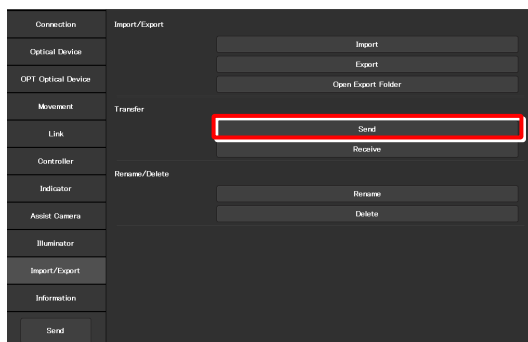 Connection
Optical Device
OPT Optical Device
Movement
Link
Controller
Indicator
Assist Camera
Illuminator
Import/Export
Information
Send
Import/Export
Import
Export
Open Export Folder
Transfer
Send
Receive
Rename/Delete
Rename
Delete